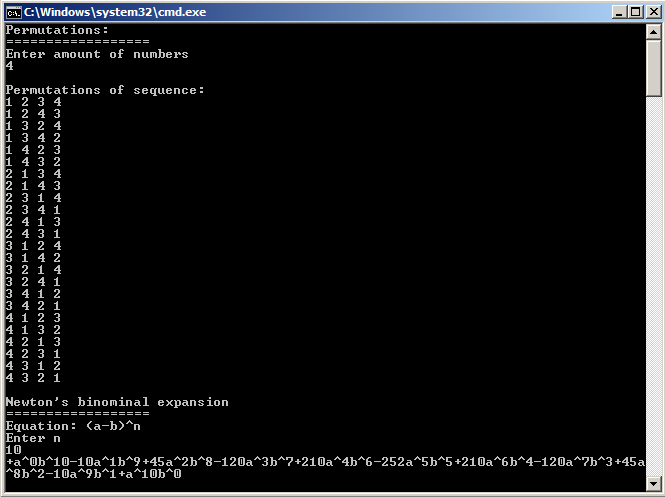 C:\Windows\system32\cmd.exe
Permutations:
==================
Enter amount of numbers
4
Permutations of sequence:
1 2 3 4
1 2 4 3
1 3 2 4
1 3 4 2
1 4 2 3
1 4 3 2
2 1 3 4
2 1 4 3
2 3 1 4
2 3 4 1
2 4 1 3
2 4 3 1
3 1 2 4
3 1 4 2
3 2 1 4
3 2 4 1
3 4 1 2
3 4 2 1
4 1 2 3
4 1 3 2
4 2 1 3
4 2 3 1
4 3 1 2
4 3 2 1
Newton's binominal expansion
==================
Equation: (a-b)^n
Enter n
10
+a^0b^10-10a^1b^9+45a^2b^8-120a^3b^7+210a^4b^6-252a^5b^5+210a^6b^4-120a^7b^3+45a
^8b^2-10a^9b^1+a^10b^0